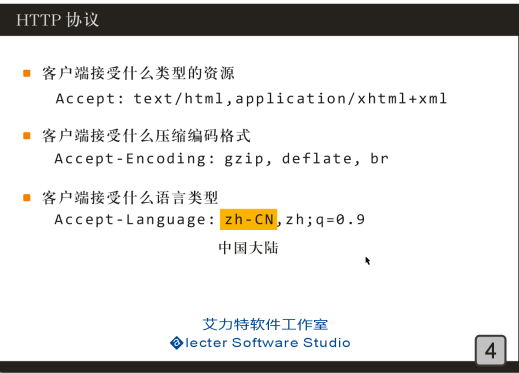 HTTP 协议
客户端接受什么类型的资源
Accept: text/html,application/xhtml+xml
客户端接受什么压缩编码格式
Accept-Encoding: gzip, deflate, br
客户端接受什么语言类型
Accept-Language: zh-CN,zh;q=0.9
中国大陆
艾力特软件工作室
alecter Software Studio
4